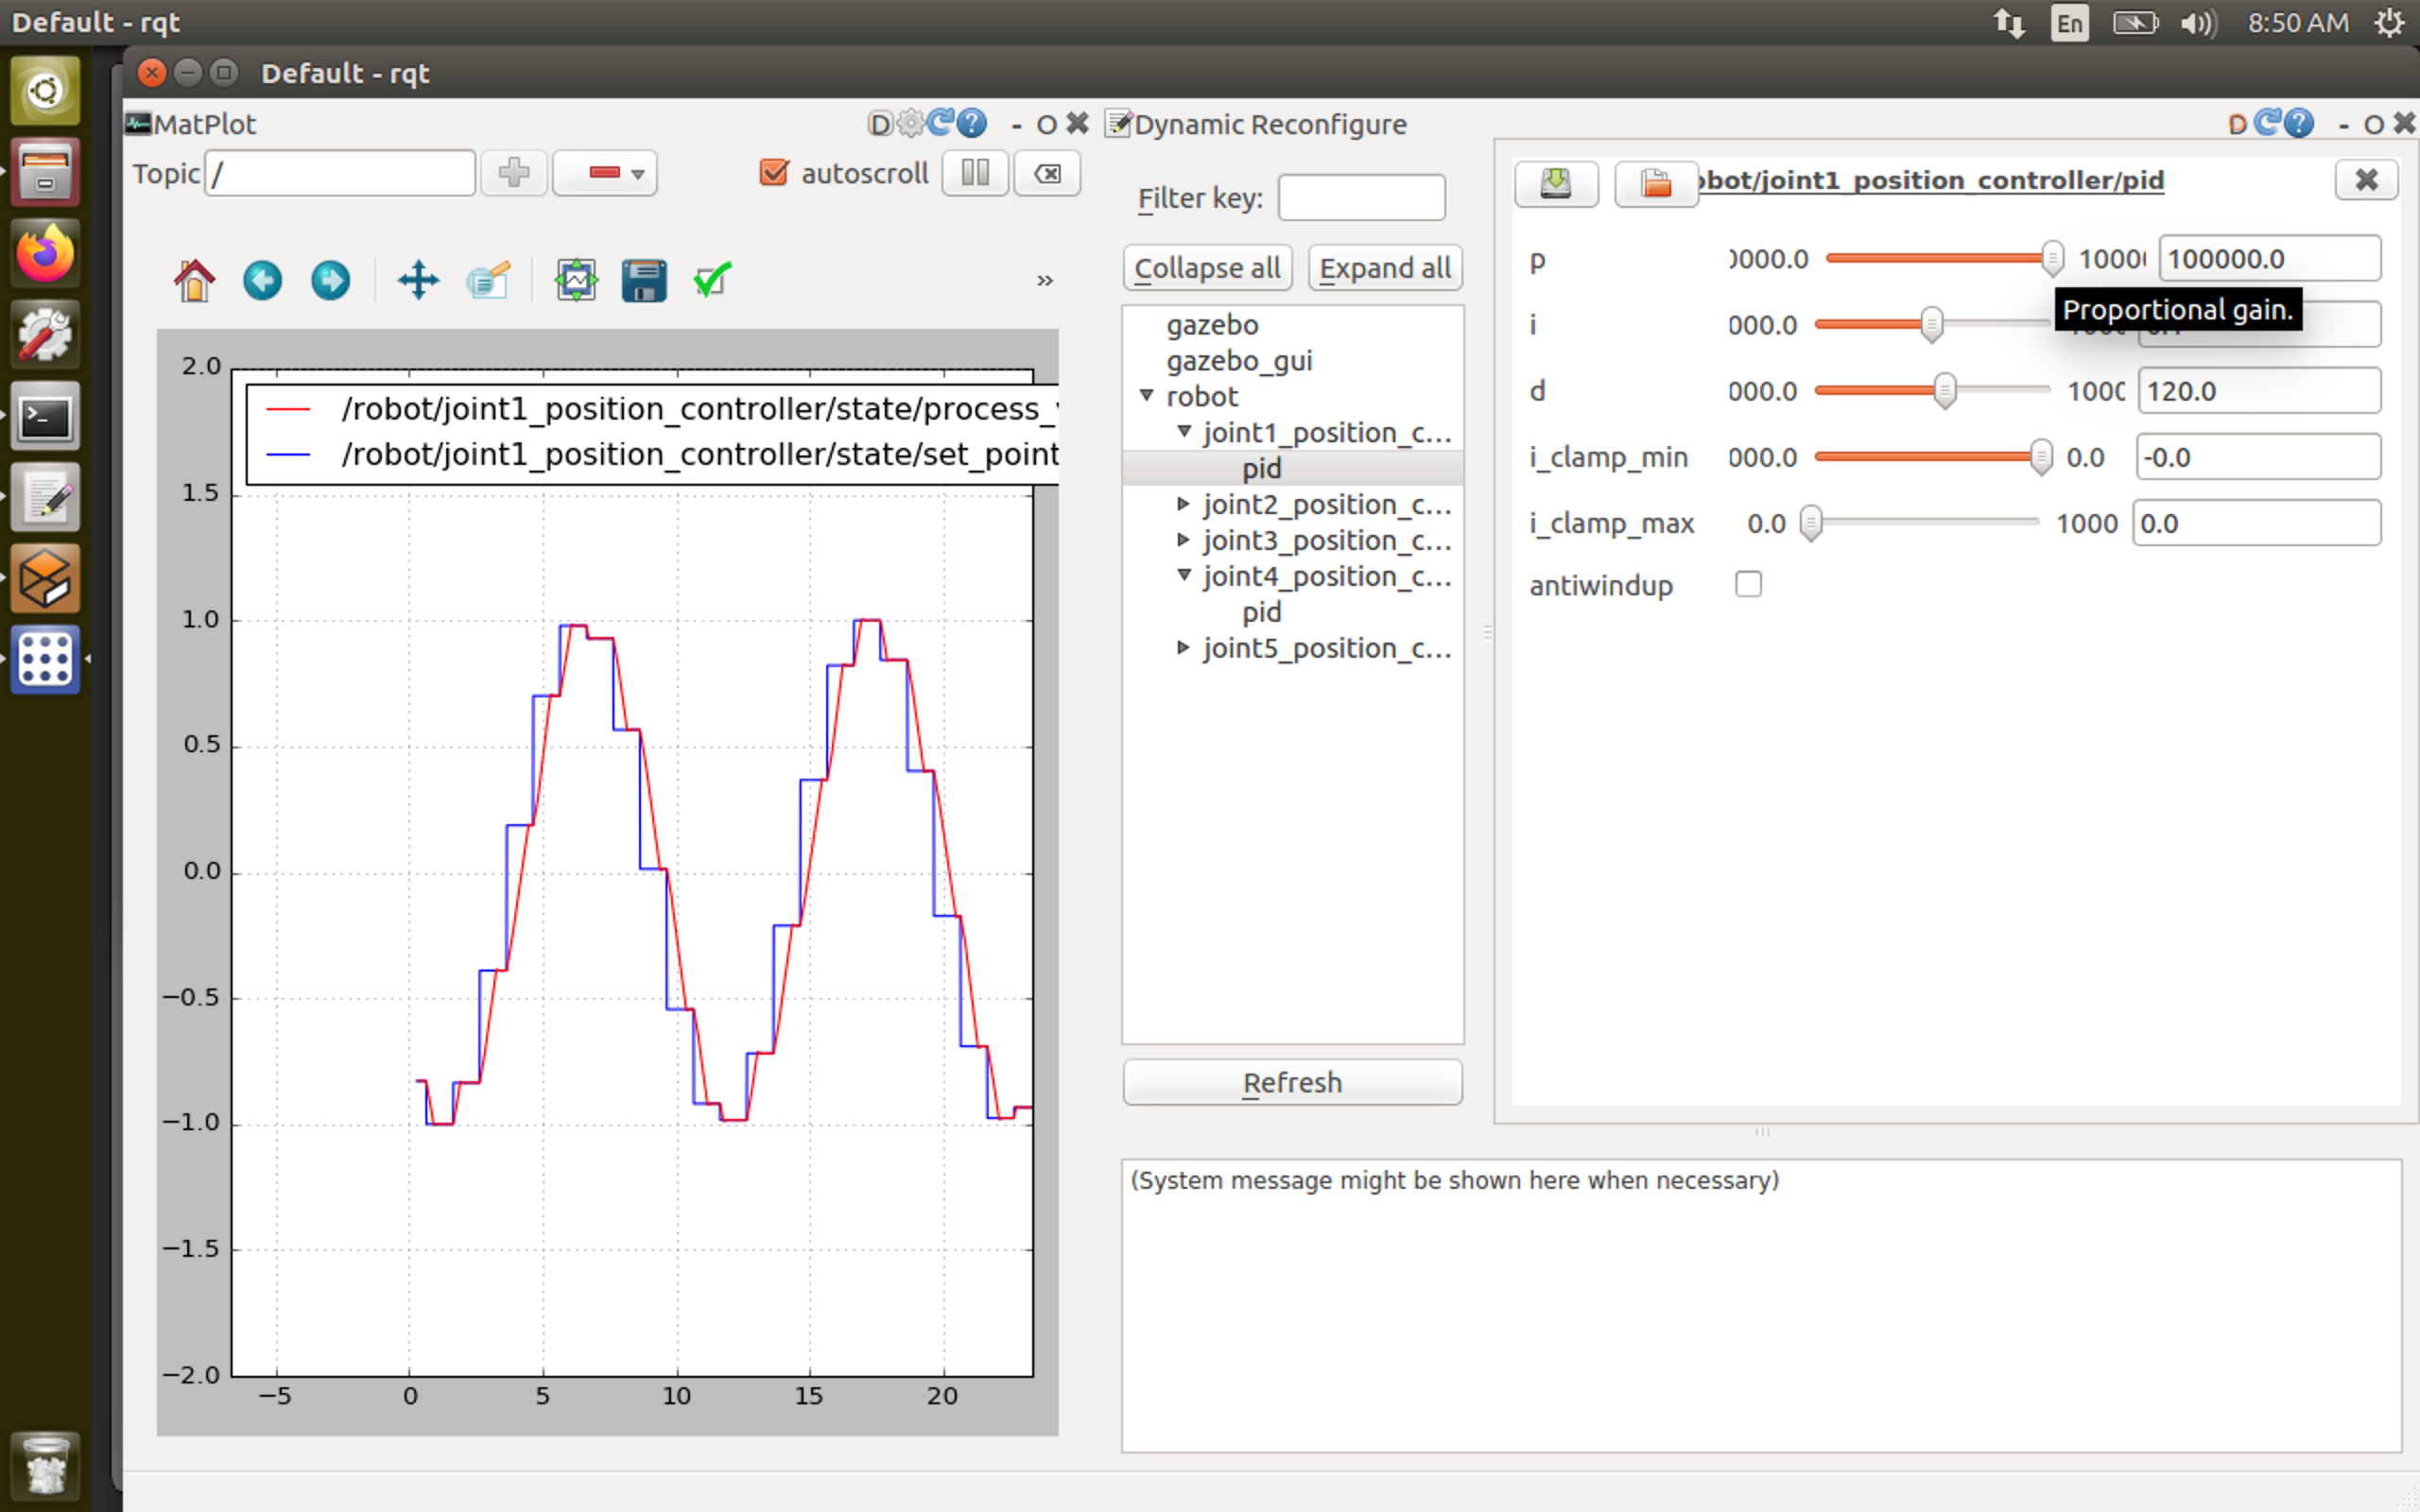 Default - rqt
En
8:50 AM
Default - rqt
MatPlot
D
- O
Topic
/
autoscroll
»
2.0
1.5
1.0
0.5
0.0
−0.5
−1.0
−1.5
−2.0
−5 0 5 10 15 20
/robot/joint1_position_controller/state/process_
/robot/joint1_position_controller/state/set_point
Dynamic Reconfigure
D
- O
Filter key:
Collapse all
Expand all
gazebo
gazebo_gui
robot
joint1_position_c...
pid
joint2_position_c...
joint3_position_c...
joint4_position_c...
pid
joint5_position_c...
Refresh
obot/joint1_position_controller/pid
p 0000.0 1000 100000.0
Proportional gain.
i 000.0
d 000.0 1000 120.0
i_clamp_min 000.0 0.0 -0.0
i_clamp_max 0.0 1000 0.0
antiwindup
(System message might be shown here when necessary)